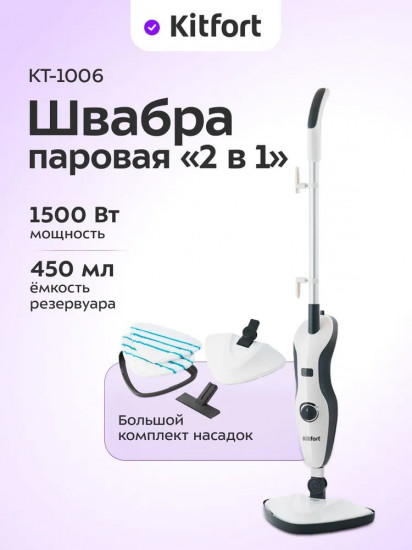 Kitfort
КТ-1006
Швабра
паровая «2 в 1»
1500 Вт
мощность
450 мл
ёмкость
резервуара
Большой
комплект насадок
Kitfort